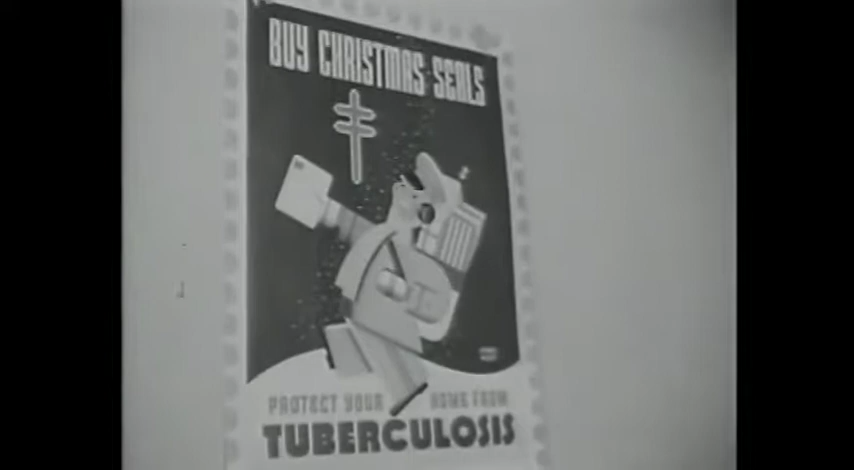 BUY CHRISTMAS SEALS
PROTECT YOUR HOME FROM
TUBERCULOSIS